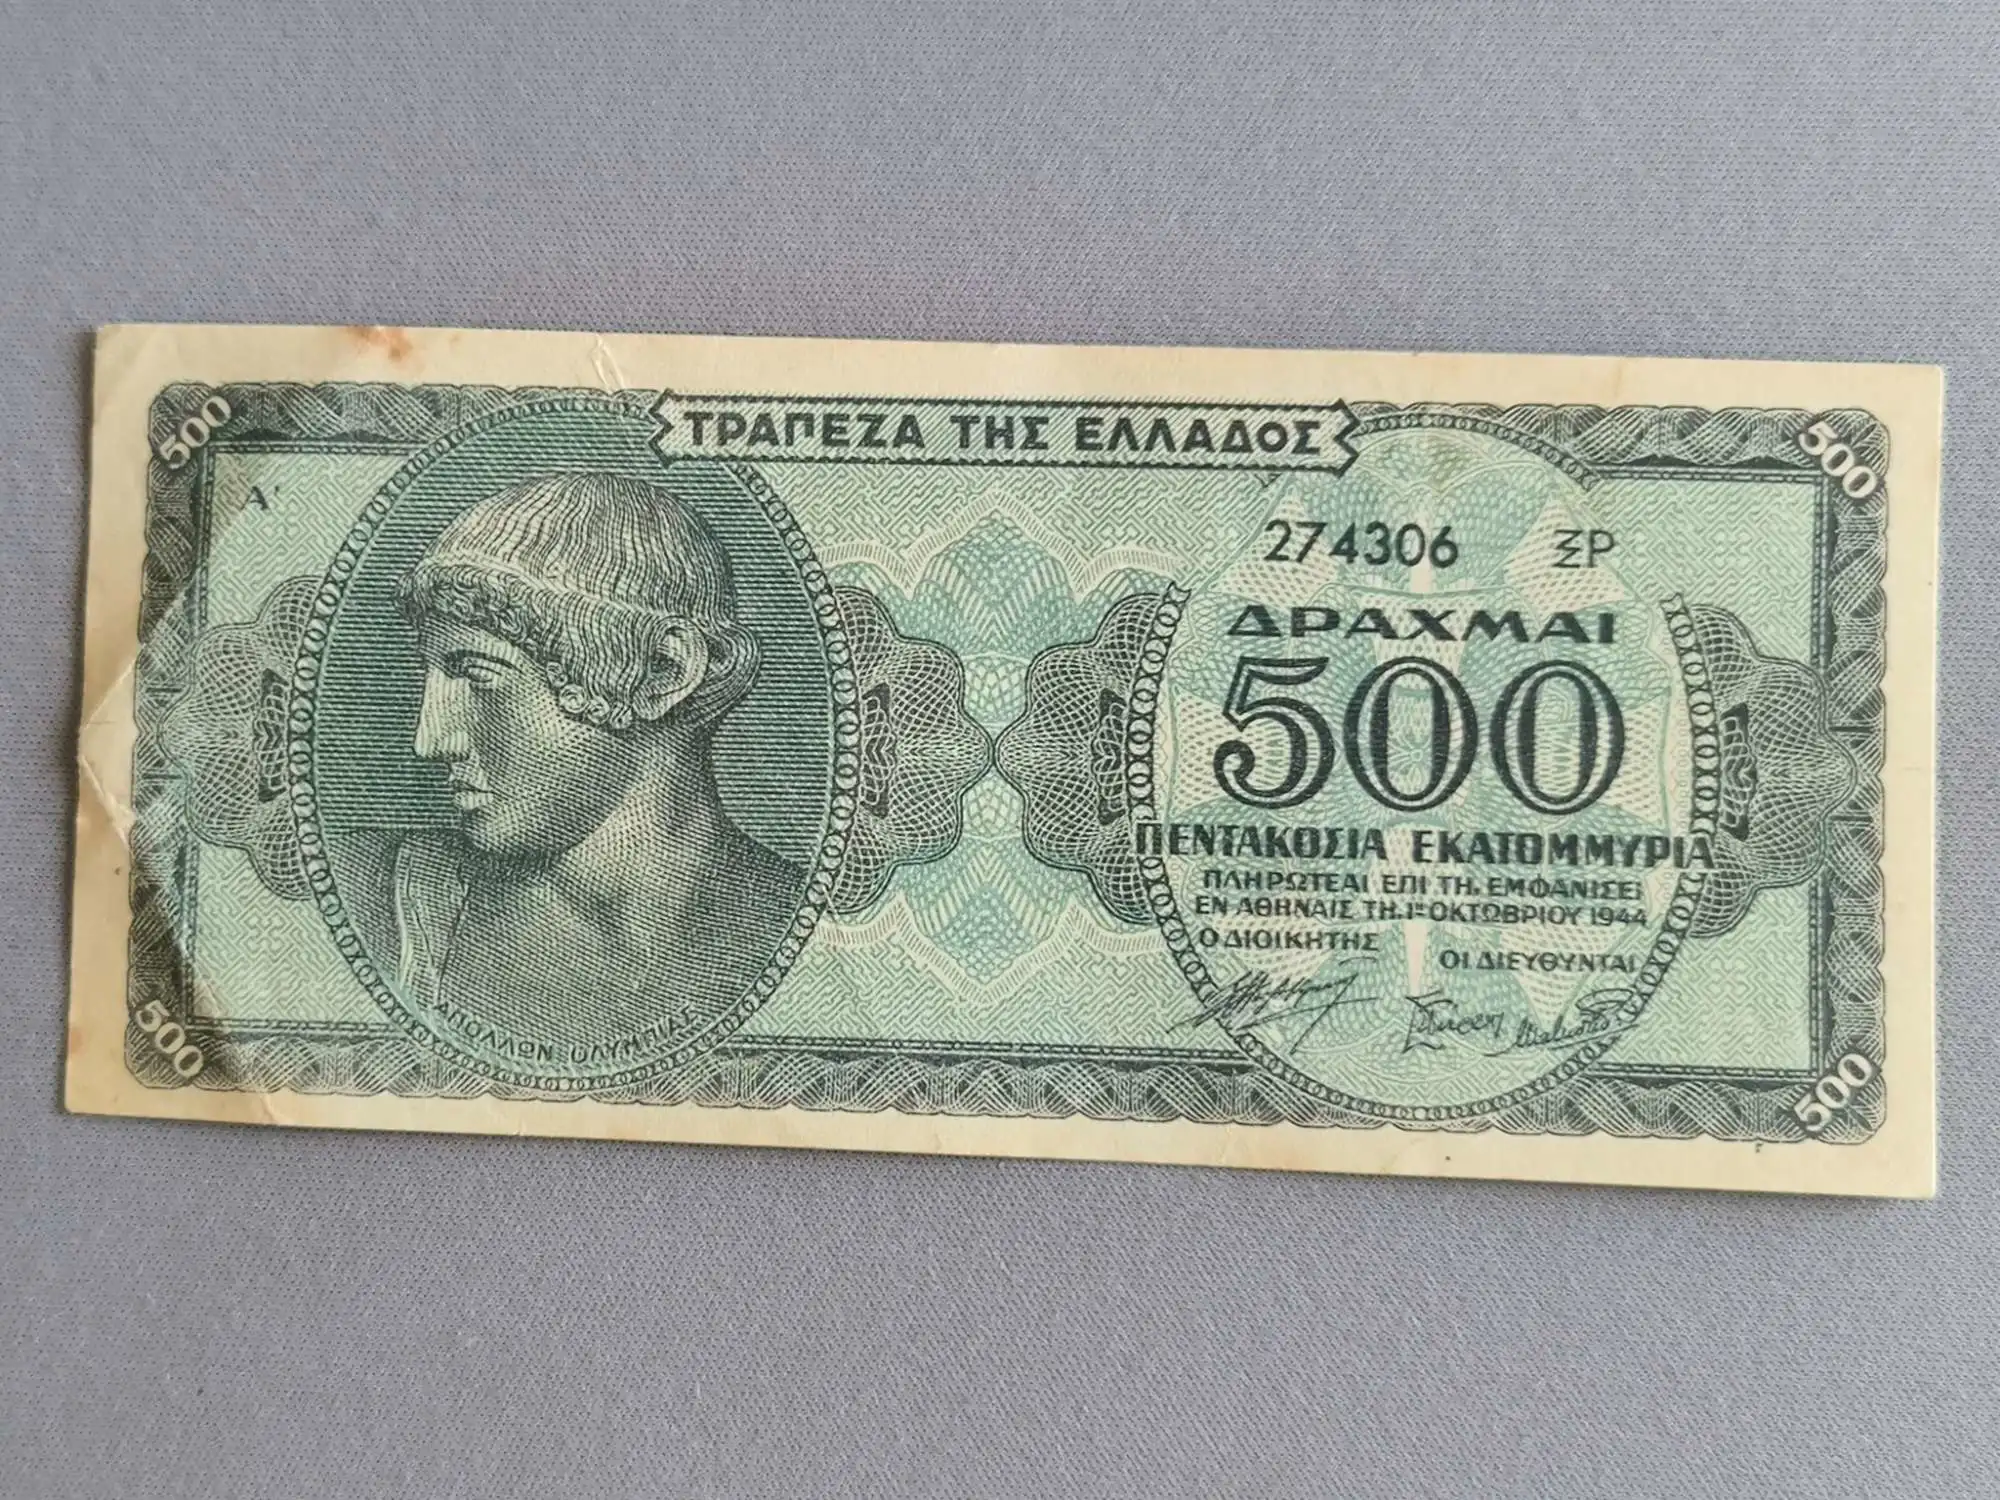 ΤΡΑΠΕΖΑ ΤΗΣ ΕΛΛΑΔΟΣ
500
500
Α'
274306 ΞΡ
ΔΡΑΧΜΑΙ
500
ΠΕΝΤΑΚΟΣΙΑ ΕΚΑΤΟΜΜΥΡΙΑ
ΠΛΗΡΩΤΕΑΙ ΕΠΙ ΤΗ, ΕΜΦΑΝΙΣΕΙ
ΕΝ ΑΘΗΝΑΙΣ ΤΗ, 1ῃ ΟΚΤΩΒΡΙΟΥ 1944
Ο ΔΙΟΙΚΗΤΗΣ
ΟΙ ΔΙΕΥΘΥΝΤΑΙ
ΑΠΟΛΛΩΝ ΟΛΥΜΠΙΑΣ
500
500